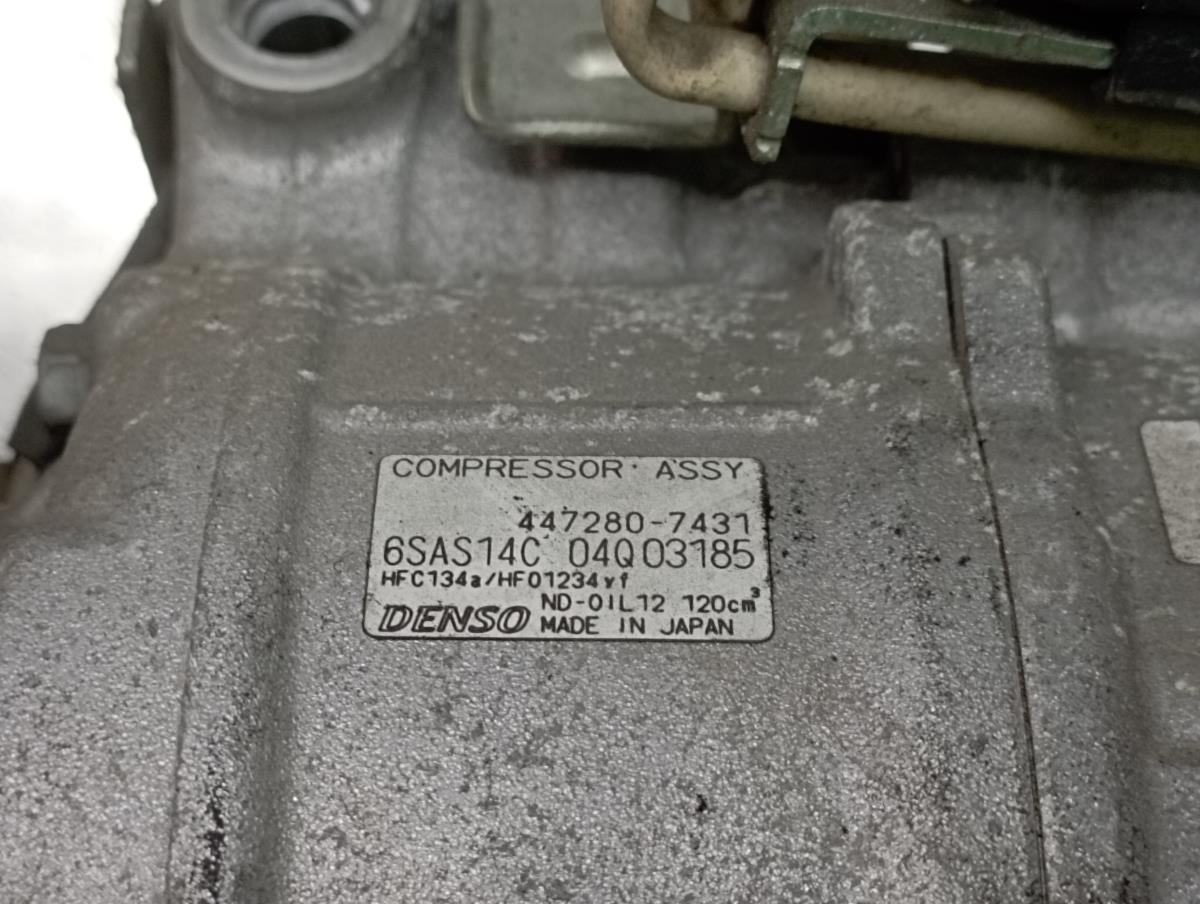 COMPRESSOR ASSY
447280-7431
6SAS14C 04Q03185
HFC134a/HFO1234yf
ND-OIL12 120cm³
DENSO MADE IN JAPAN